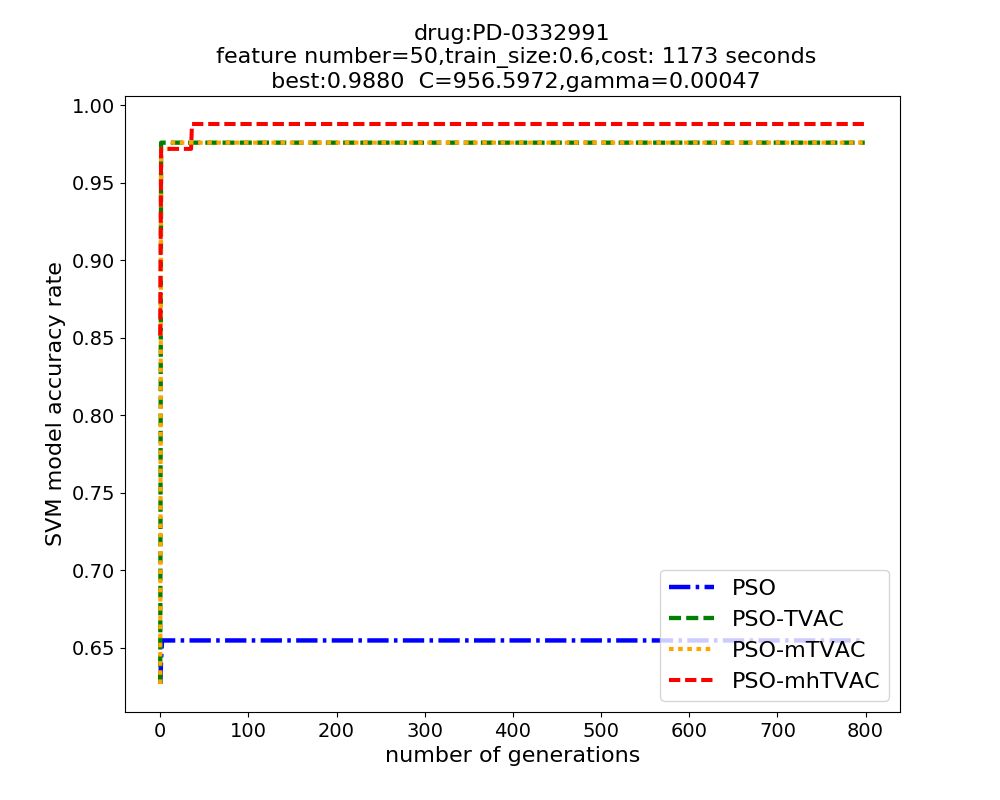 drug:PD-0332991
feature number=50,train_size:0.6,cost: 1173 seconds
best:0.9880  C=956.5972,gamma=0.00047
1.00
0.95
0.90
0.85
0.80
0.75
0.70
0.65
SVM model accuracy rate
PSO
PSO-TVAC
PSO-mTVAC
PSO-mhTVAC
0 100 200 300 400 500 600 700 800
number of generations